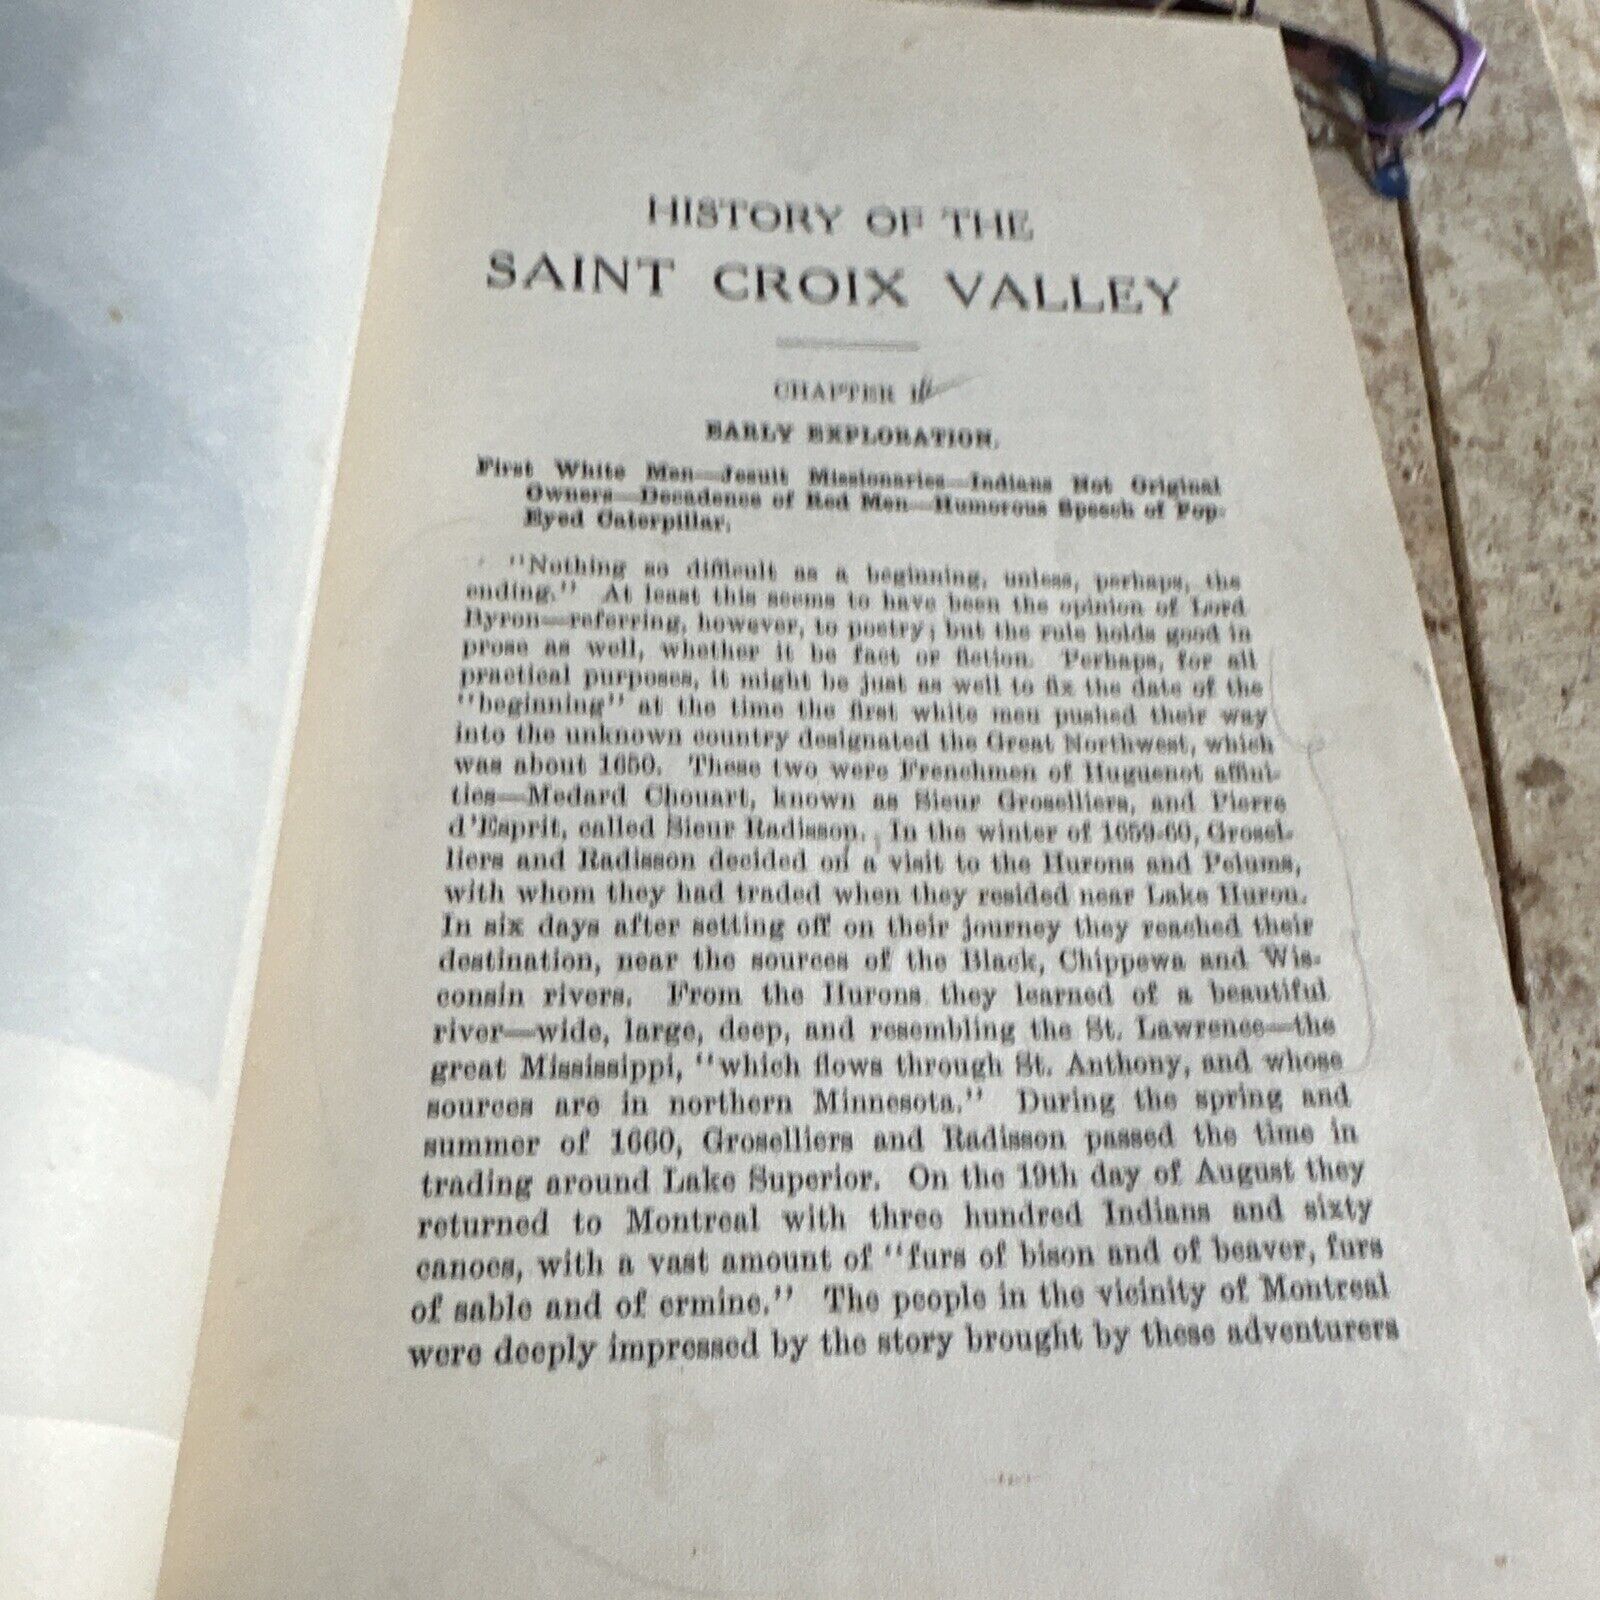 HISTORY OF THE
SAINT CROIX VALLEY
CHAPTER I
EARLY EXPLORATION.
First White Men—Jesuit Missionaries—Indians Not Original
Owners—Decadence of Red Men—Humorous Speech of Pop-
Eyed Caterpillar.
"Nothing so difficult as a beginning, unless, perhaps, the
ending." At least this seems to have been the opinion of Lord
Byron—referring, however, to poetry; but the rule holds good in
prose as well, whether it be fact or fiction. Perhaps, for all
practical purposes, it might be just as well to fix the date of the
"beginning" at the time the first white men pushed their way
into the unknown country designated the Great Northwest, which
was about 1650. These two were Frenchmen of Huguenot affini-
ties—Medard Chouart, known as Sieur Groselliers, and Pierre
d'Esprit, called Sieur Radisson. In the winter of 1659-60, Grosel-
liers and Radisson decided on a visit to the Hurons and Petuns,
with whom they had traded when they resided near Lake Huron.
In six days after setting off on their journey they reached their
destination, near the sources of the Black, Chippewa and Wis-
consin rivers. From the Hurons they learned of a beautiful
river—wide, large, deep, and resembling the St. Lawrence—the
great Mississippi, "which flows through St. Anthony, and whose
sources are in northern Minnesota." During the spring and
summer of 1660, Groselliers and Radisson passed the time in
trading around Lake Superior. On the 19th day of August they
returned to Montreal with three hundred Indians and sixty
canoes, with a vast amount of "furs of bison and of beaver, furs
of sable and of ermine." The people in the vicinity of Montreal
were deeply impressed by the story brought by these adventurers